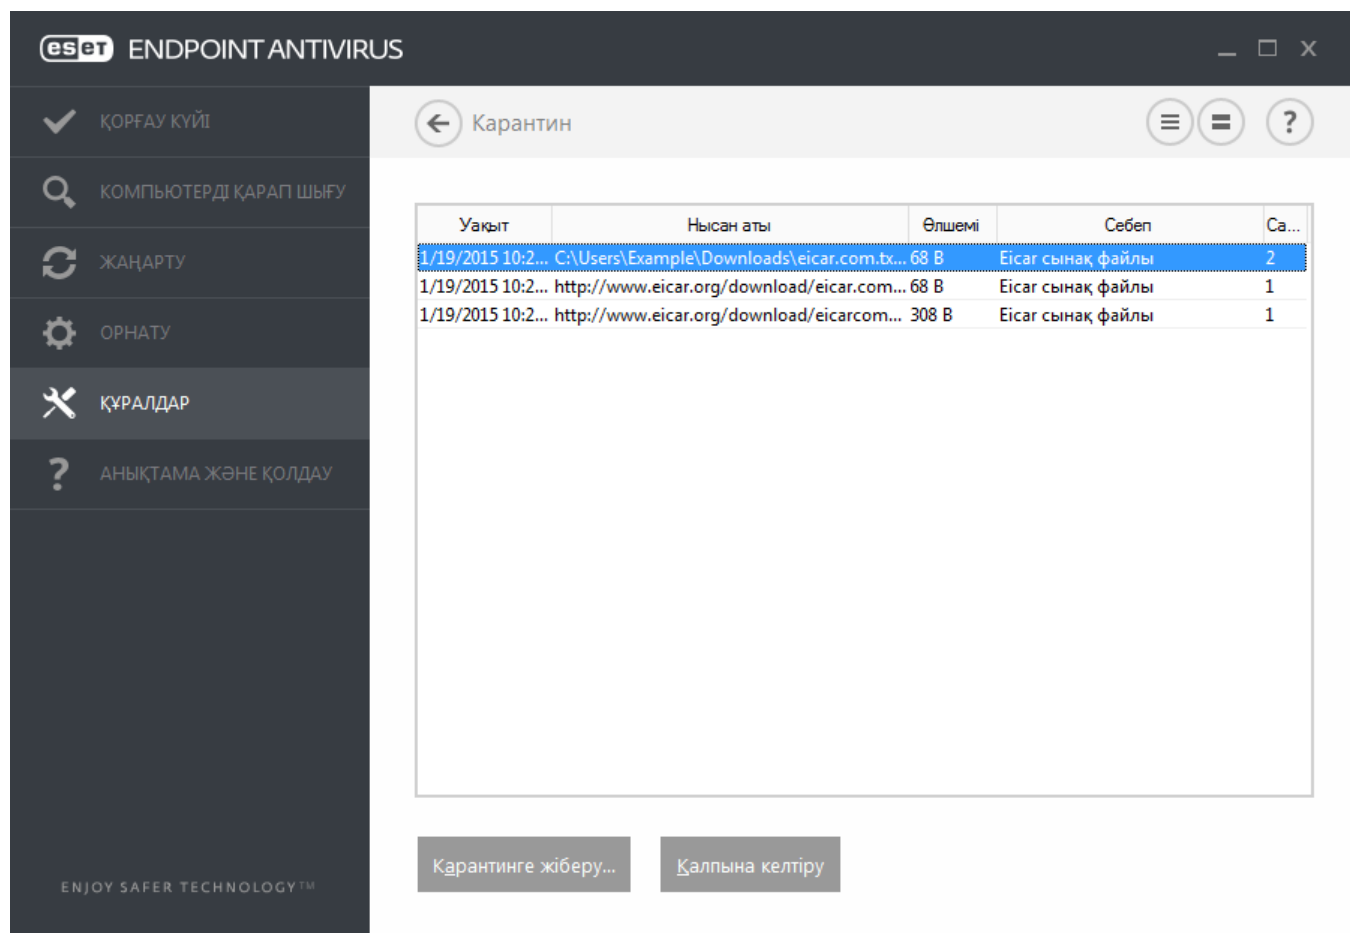 eset ENDPOINT ANTIVIRUS
ҚОРҒАУ КҮЙІ
КОМПЬЮТЕРДІ ҚАРАП ШЫҒУ
ЖАҢАРТУ
ОРНАТУ
ҚҰРАЛДАР
АНЫҚТАМА ЖӘНЕ ҚОЛДАУ
ENJOY SAFER TECHNOLOGY™
Карантин
Уақыт Нысан аты Өлшемі Себеп Са...
1/19/2015 10:2... C:\Users\Example\Downloads\eicar.com.tx... 68 B Eicar сынақ файлы 2
1/19/2015 10:2... http://www.eicar.org/download/eicar.com... 68 B Eicar сынақ файлы 1
1/19/2015 10:2... http://www.eicar.org/download/eicarcom... 308 B Eicar сынақ файлы 1
Карантинге жіберу... Қалпына келтіру